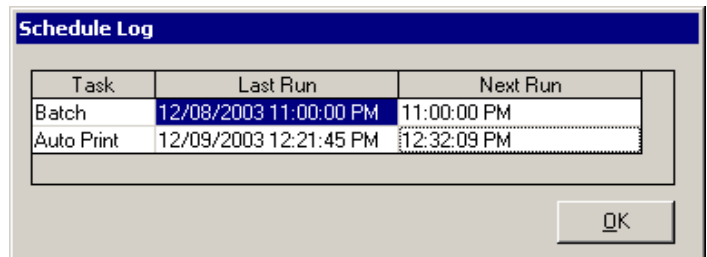 Schedule Log
Task Last Run Next Run
Batch 12/08/2003 11:00:00 PM 11:00:00 PM
Auto Print 12/09/2003 12:21:45 PM 12:32:09 PM
OK